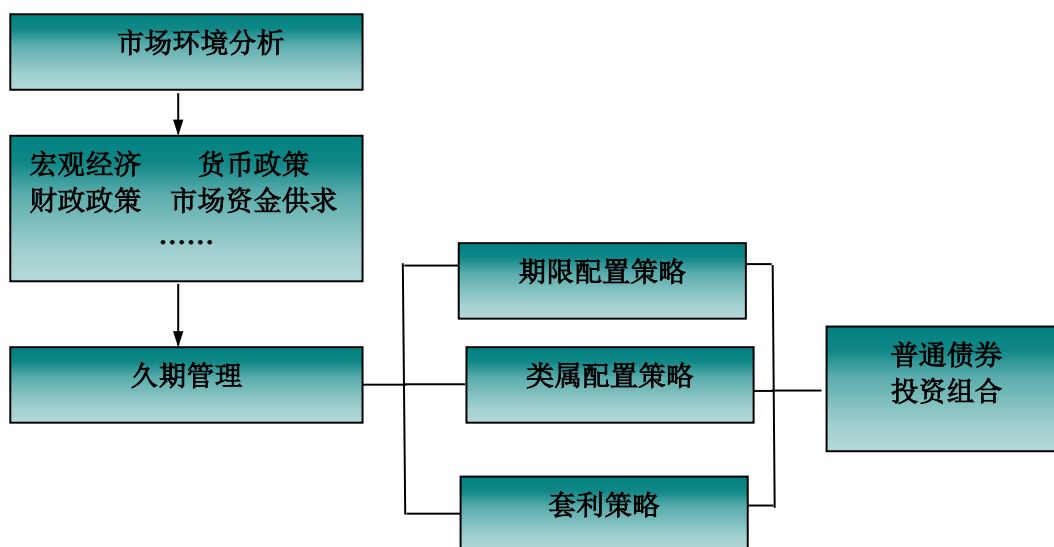 市场环境分析
宏观经济 货币政策
财政政策 市场资金供求
……
久期管理
期限配置策略
类属配置策略
套利策略
普通债券
投资组合